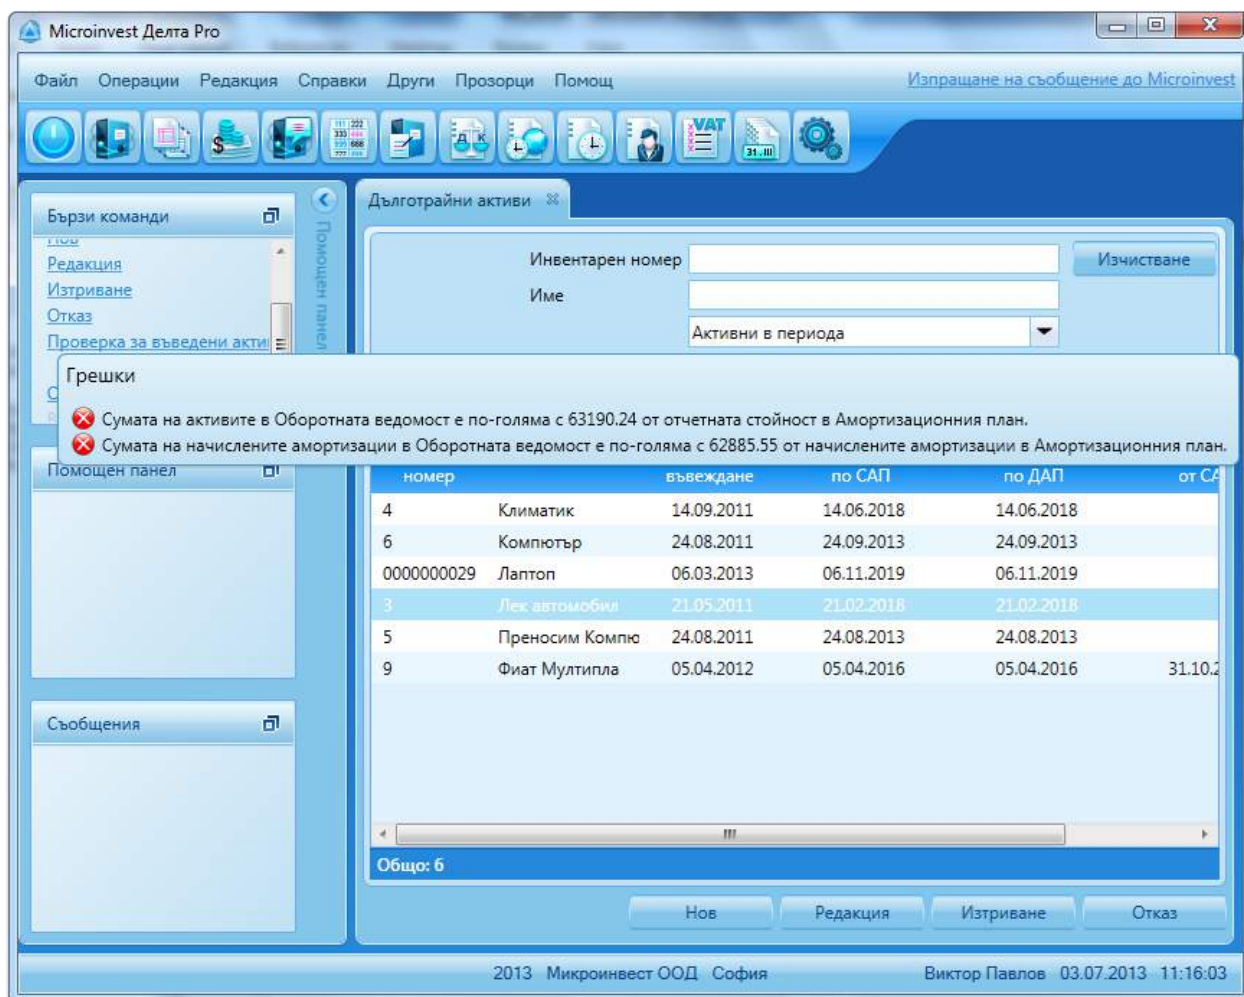 Microinvest Делта Pro
Файл Операции Редакция Справки Други Прозорци Помощ Изпращане на съобщение до Microinvest
VAT
31 .III
Бързи команди
Нов
Редакция
Изтриване
Отказ
Проверка за въведени акти
Помощен панел
Дълготрайни активи
Инвентарен номер Изчистване
Име
Активни в периода
Грешки
Сумата на активите в Оборотната ведомост е по-голяма с 63190.24 от отчетната стойност в Амортизационния план.
Сумата на начислените амортизации в Оборотната ведомост е по-голяма с 62885.55 от начислените амортизации в Амортизационния план.
Помощен панел
номер въвеждане по САП по ДАП от СА
4 Климатик 14.09.2011 14.06.2018 14.06.2018
6 Компютър 24.08.2011 24.09.2013 24.09.2013
0000000029 Лаптоп 06.03.2013 06.11.2019 06.11.2019
3 Лек автомобил 21.05.2011 21.02.2018 21.02.2018
5 Преносим Компю 24.08.2011 24.08.2013 24.08.2013
9 Фиат Мултипла 05.04.2012 05.04.2016 05.04.2016 31.10.2
Съобщения
Общо: 6
Нов Редакция Изтриване Отказ
2013 Микроинвест ООД София Виктор Павлов 03.07.2013 11:16:03